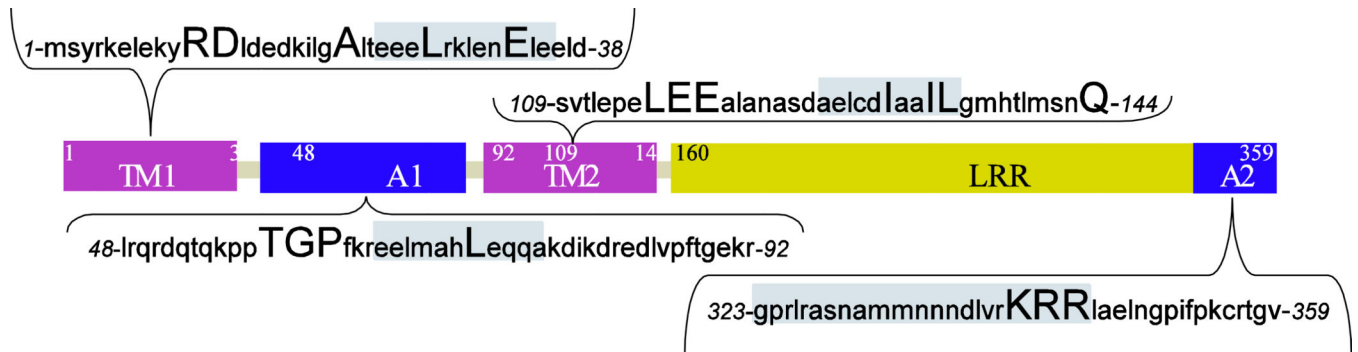 1-msyrkelekyRDldedkilgAlteeeLrklenEleeld-38
109-svtlepeLEEalanasdaelcdIaaILgmhtlmsnQ-144
1 3 48 92 109 14 160 359
TM1 A1 TM2 LRR A2
48-lrqrdqtqkppTGPfkreelmahLeqqakdikdredlvpftgekr-92
323-gprlrasnammnnndlvrKRRlaelngpifpkcrtgv-359